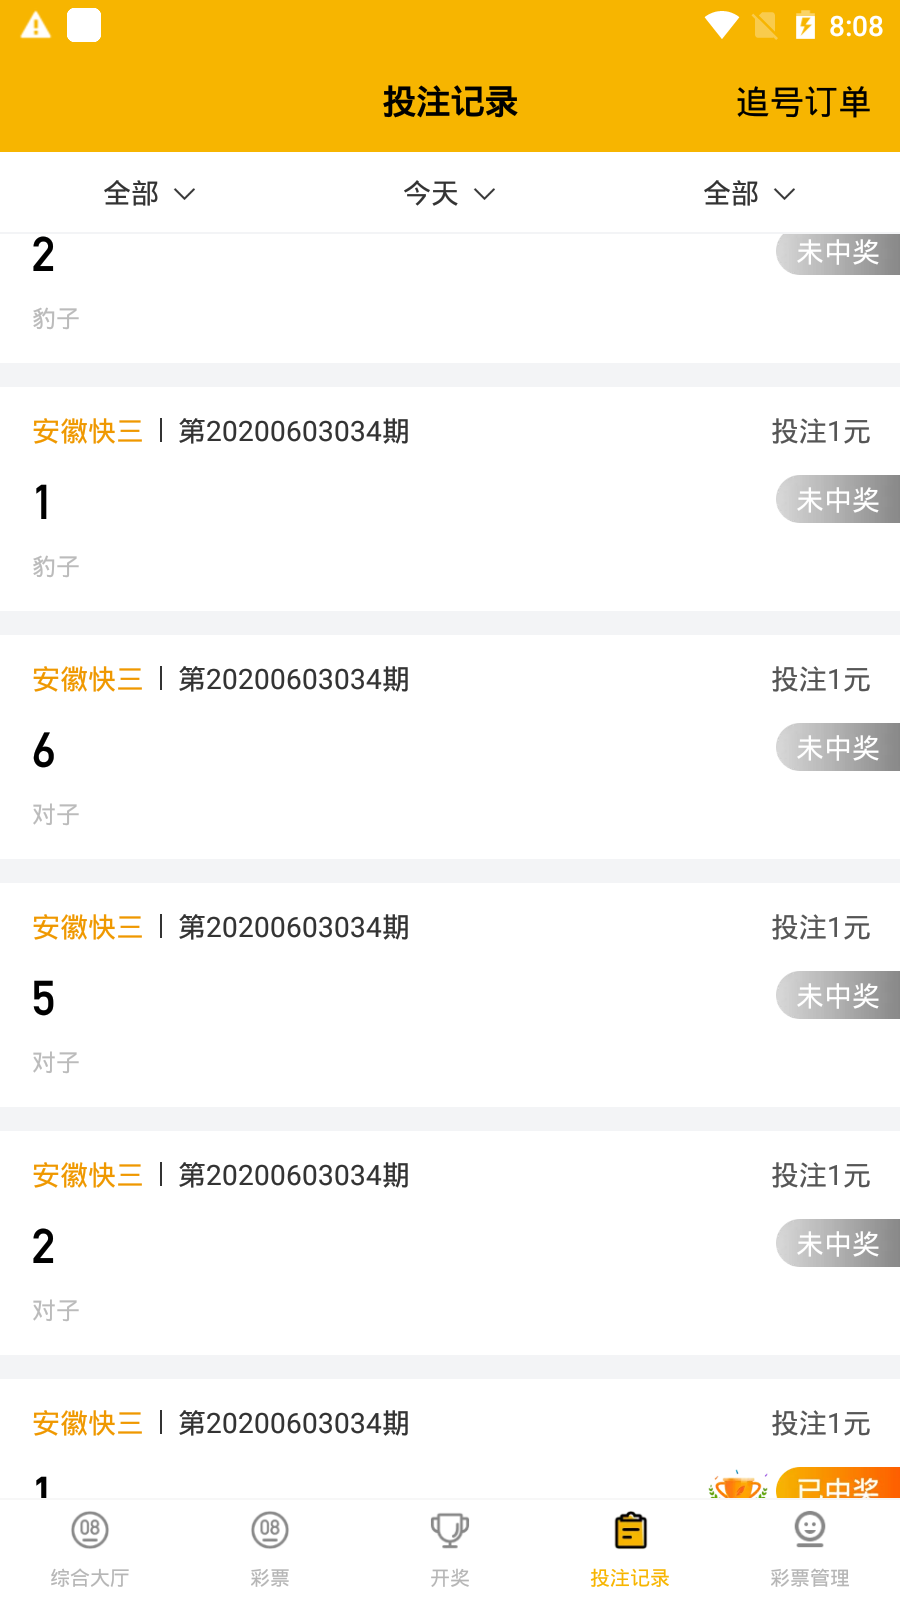 8:08
投注记录 追号订单
全部 今天 全部
2 未中奖
豹子
安徽快三 | 第20200603034期 投注1元
1 未中奖
豹子
安徽快三 | 第20200603034期 投注1元
6 未中奖
对子
安徽快三 | 第20200603034期 投注1元
5 未中奖
对子
安徽快三 | 第20200603034期 投注1元
2 未中奖
对子
安徽快三 | 第20200603034期 投注1元
1 已中奖
08 08
综合大厅 彩票 开奖 投注记录 彩票管理